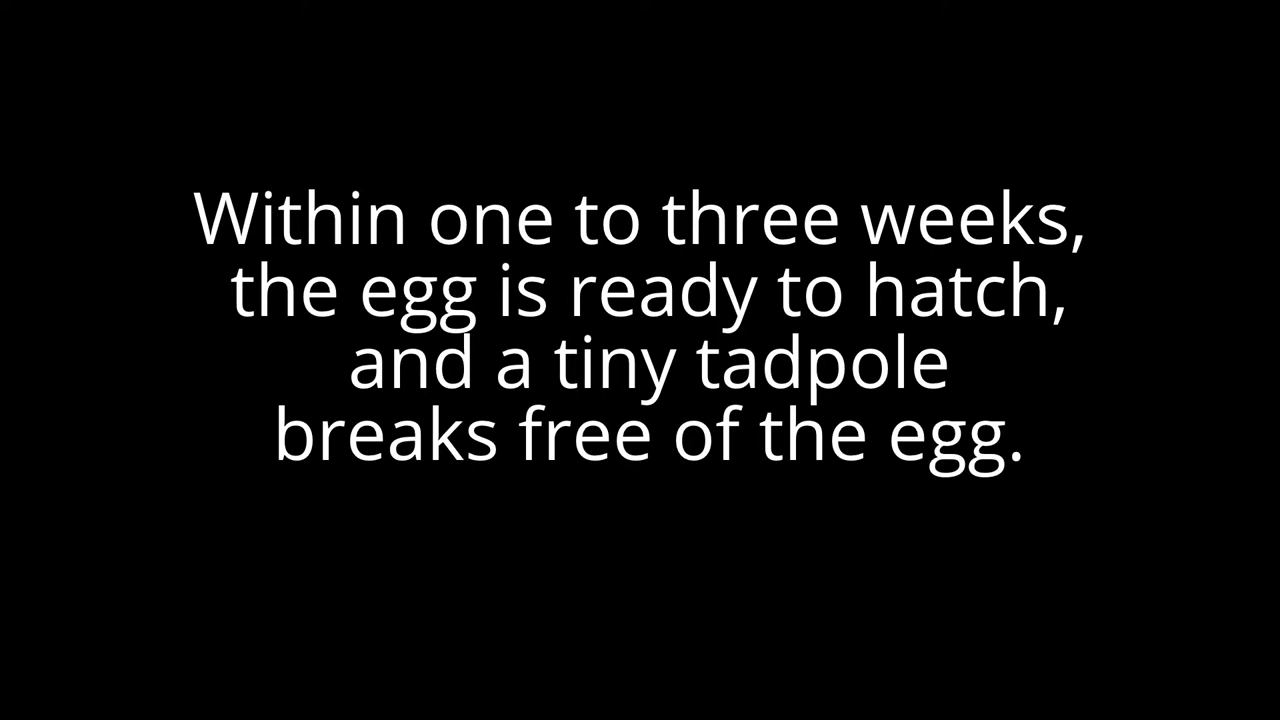 Within one to three weeks,
the egg is ready to hatch,
and a tiny tadpole
breaks free of the egg.